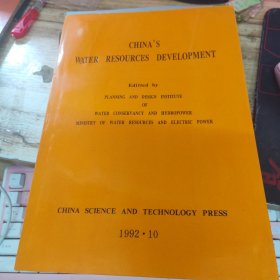 CHINA'S
WATER RESOURCES DEVELOPMENT
Edited by
PLANNING AND DESIGN INSTITUTE
OF
WATER CONSERVANCY AND HYDROPOWER
MINISTRY OF WATER RESOURCES AND ELECTRIC POWER
CHINA SCIENCE AND TECHNOLOGY PRESS
1992·10